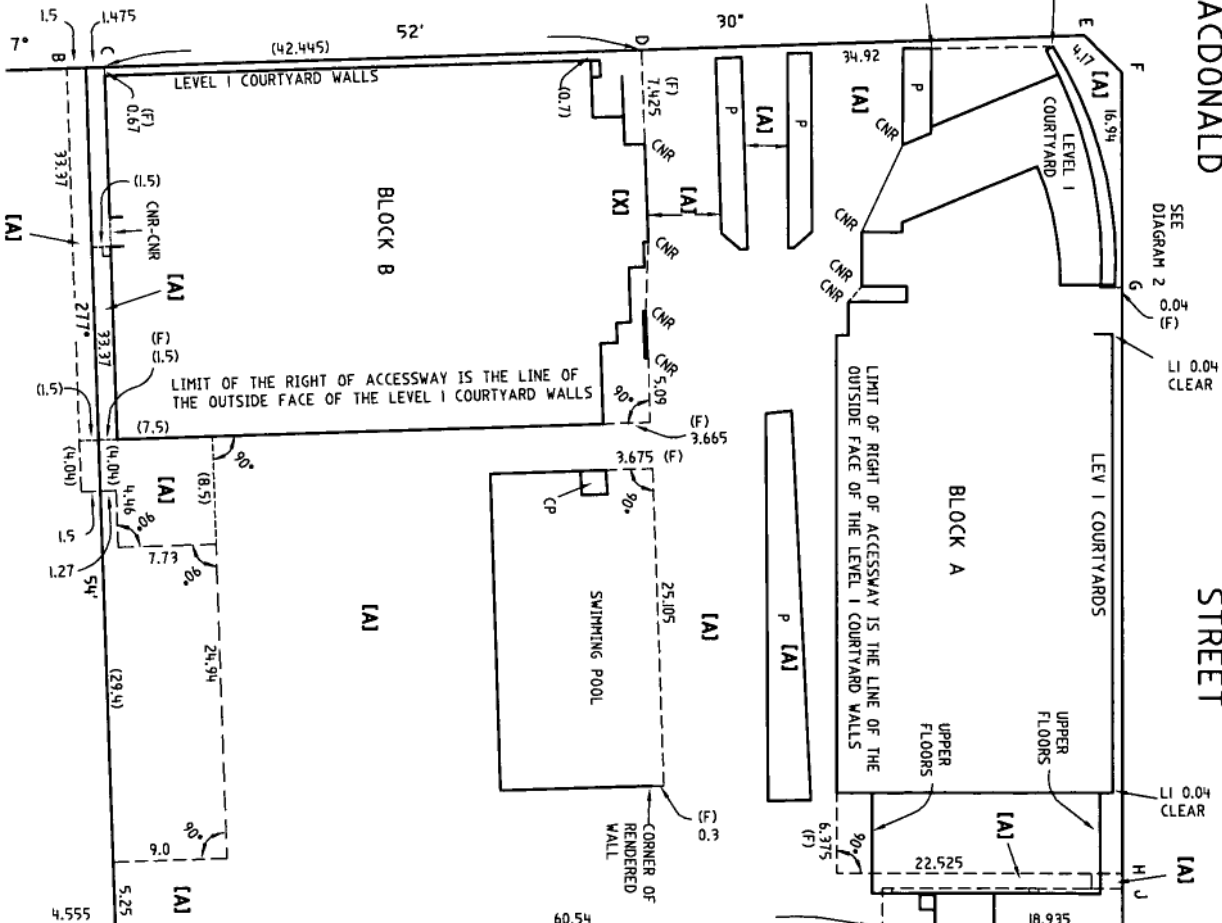 MACDONALD
STREET
7°
52'
30"
1.5
1.475
B
C
(42.445)
D
E
F
4.17
[A]
16.94
34.92
LEVEL 1 COURTYARD WALLS
(F)
0.67
(0.7)
(F)
7.425
P
[A]
P
[A]
P
CNR
LEVEL 1
COURTYARD
SEE
DIAGRAM 2
G
0.04
(F)
LI 0.04
CLEAR
33.37
(1.5)
CNR-CNR
[A]
BLOCK B
[X]
[A]
CNR
CNR
CNR
CNR
CNR
CNR
CNR
[A]
277°
33.37
(F)
(1.5)
LIMIT OF THE RIGHT OF ACCESSWAY IS THE LINE OF
THE OUTSIDE FACE OF THE LEVEL 1 COURTYARD WALLS
90°
5.09
(F)
3.665
LIMIT OF RIGHT OF ACCESSWAY IS THE LINE OF THE
OUTSIDE FACE OF THE LEVEL 1 COURTYARD WALLS
LEV 1 COURTYARDS
BLOCK A
(1.5)
(7.5)
(4.04)
(4.04)
4.46
[A]
(8.5)
90°
90°
7.73
90°
1.5
1.27
54'
3.675 (F)
90°
CP
25.105
SWIMMING POOL
[A]
[A]
P
[A]
UPPER
FLOORS
UPPER
FLOORS
(29.4)
24.94
90°
9.0
[A]
5.25
4.555
(F)
0.3
CORNER OF
RENDERED
WALL
6.375
(F)
90°
22.525
[A]
LI 0.04
CLEAR
H
J
[A]
60.54
18.935